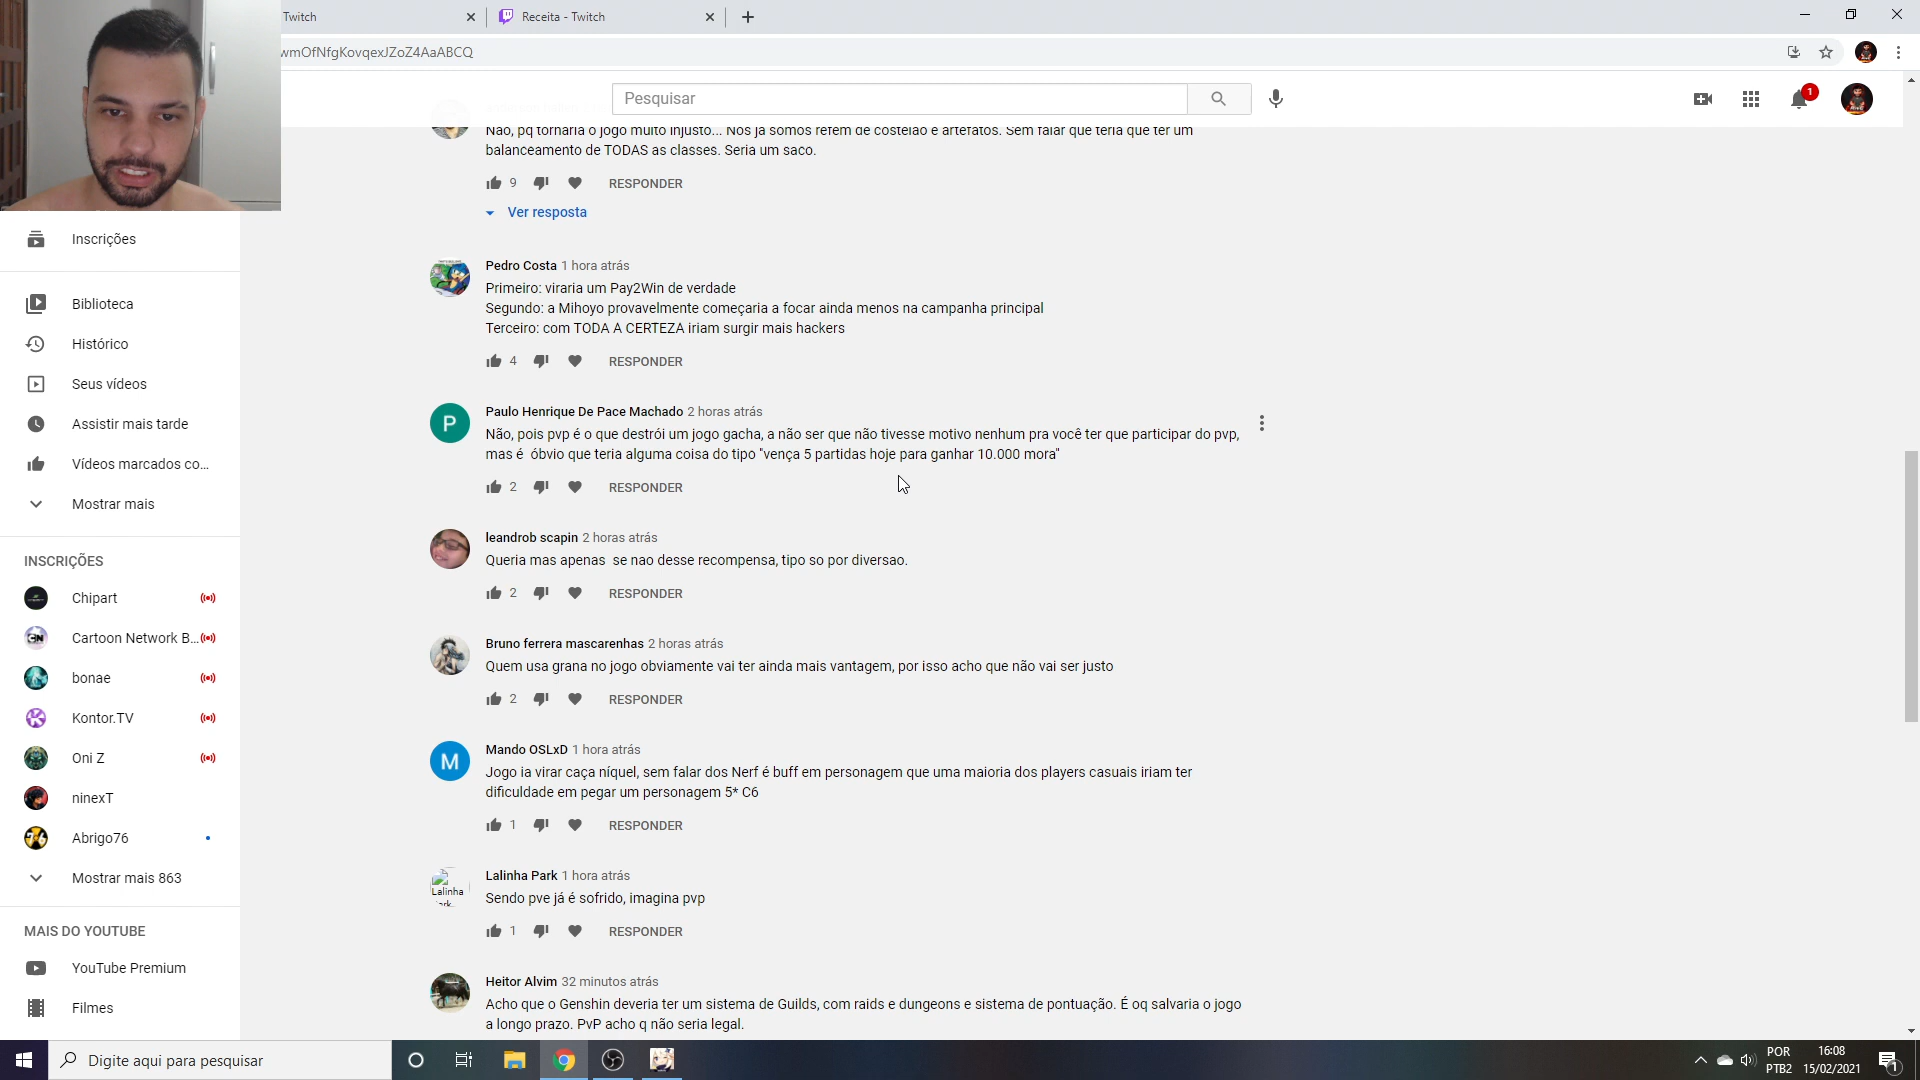 Twitch
Receita - Twitch
wmOfNfgKovqexJZoZ4AaABCQ
Pesquisar
1
Não, pq tornaria o jogo muito injusto... Nós já somos refém de costelão e artefatos. Sem falar que teria que ter um
balanceamento de TODAS as classes. Seria um saco.
9 RESPONDER
Ver resposta
Inscrições
Biblioteca
Histórico
Seus vídeos
Assistir mais tarde
Vídeos marcados co...
Mostrar mais
INSCRIÇÕES
Chipart
Cartoon Network B...
bonae
Kontor.TV
Oni Z
ninexT
Abrigo76
Mostrar mais 863
MAIS DO YOUTUBE
YouTube Premium
Filmes
Pedro Costa 1 hora atrás
Primeiro: viraria um Pay2Win de verdade
Segundo: a Mihoyo provavelmente começaria a focar ainda menos na campanha principal
Terceiro: com TODA A CERTEZA iriam surgir mais hackers
4 RESPONDER
P
Paulo Henrique De Pace Machado 2 horas atrás
Não, pois pvp é o que destrói um jogo gacha, a não ser que não tivesse motivo nenhum pra você ter que participar do pvp,
mas é óbvio que teria alguma coisa do tipo "vença 5 partidas hoje para ganhar 10.000 mora"
2 RESPONDER
leandrob scapin 2 horas atrás
Queria mas apenas se nao desse recompensa, tipo so por diversao.
2 RESPONDER
Bruno ferrera mascarenhas 2 horas atrás
Quem usa grana no jogo obviamente vai ter ainda mais vantagem, por isso acho que não vai ser justo
2 RESPONDER
M
Mando OSLxD 1 hora atrás
Jogo ia virar caça níquel, sem falar dos Nerf é buff em personagem que uma maioria dos players casuais iriam ter
dificuldade em pegar um personagem 5* C6
1 RESPONDER
Lalinha
Lalinha Park 1 hora atrás
Sendo pve já é sofrido, imagina pvp
1 RESPONDER
Heitor Alvim 32 minutos atrás
Acho que o Genshin deveria ter um sistema de Guilds, com raids e dungeons e sistema de pontuação. É oq salvaria o jogo
a longo prazo. PvP acho q não seria legal.
Digite aqui para pesquisar
POR
PTB2
16:08
15/02/2021
1